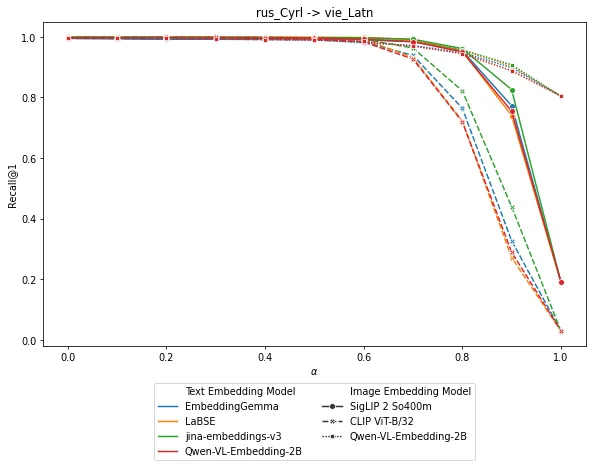 rus_Cyrl -> vie_Latn
1.0
0.8
0.6
0.4
0.2
0.0
Recall@1
0.0 0.2 0.4 0.6 0.8 1.0
α
Text Embedding Model Image Embedding Model
EmbeddingGemma SigLIP 2 So400m
LaBSE CLIP ViT-B/32
jina-embeddings-v3 Qwen-VL-Embedding-2B
Qwen-VL-Embedding-2B